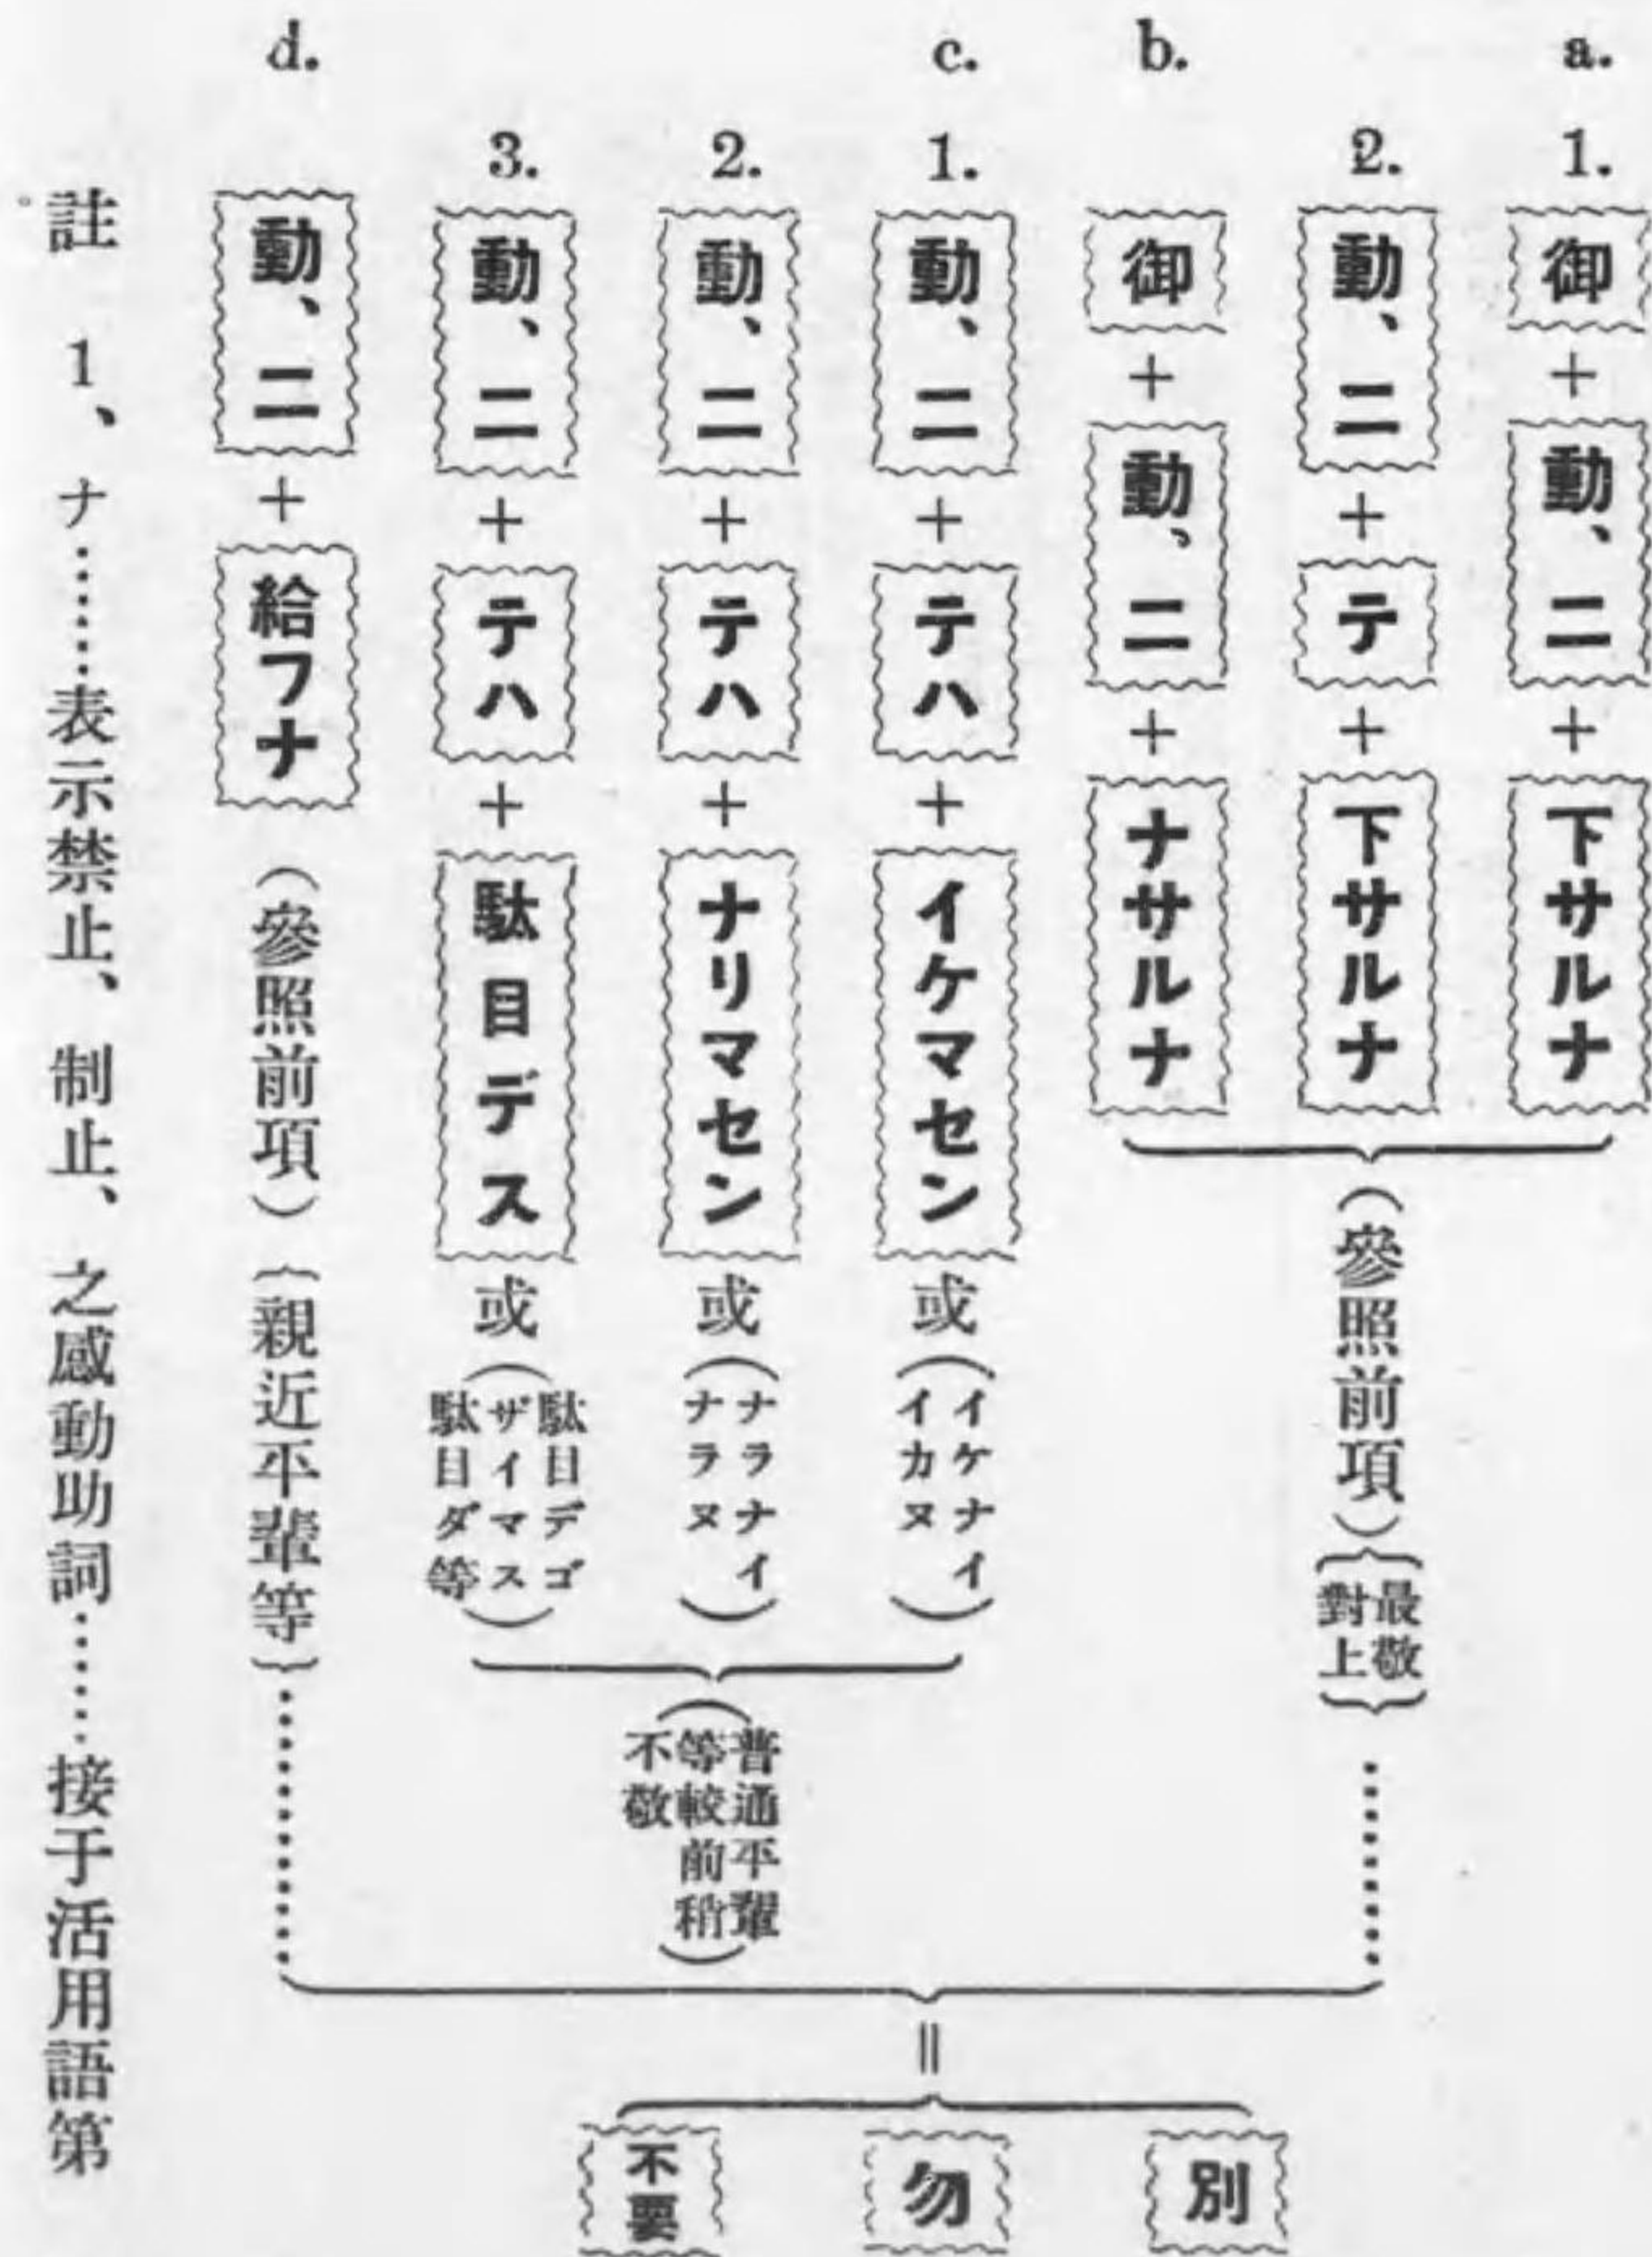 a. 1. 御+動、二+下サルナ
2. 動、二+テ+下サルナ
b. 御+動、二+ナサルナ
(參照前項){最敬
對上}………
c. 1. 動、二+テハ+イケマセン 或(イケナイ
イカヌ)
2. 動、二+テハ+ナリマセン 或(ナラナイ
ナラヌ)
3. 動、二+テハ+駄目デス 或(駄目デゴ
ザイマス
駄目ダ等)
(普通平輩
等較前稍
不敬)
d. 動、二+給フナ (參照前項){親近平輩等}………
=
別
勿
不要
註 1、ナ………表示禁止、制止、之感動助詞………接于活用語第